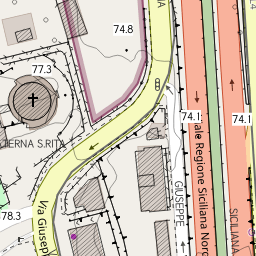 74.8
77.3
74.1
74.1
TERNA S.RITA
ale Regione Siciliana Nord
GIUSEPPE
SICILIANA
Via Giusep
78.3